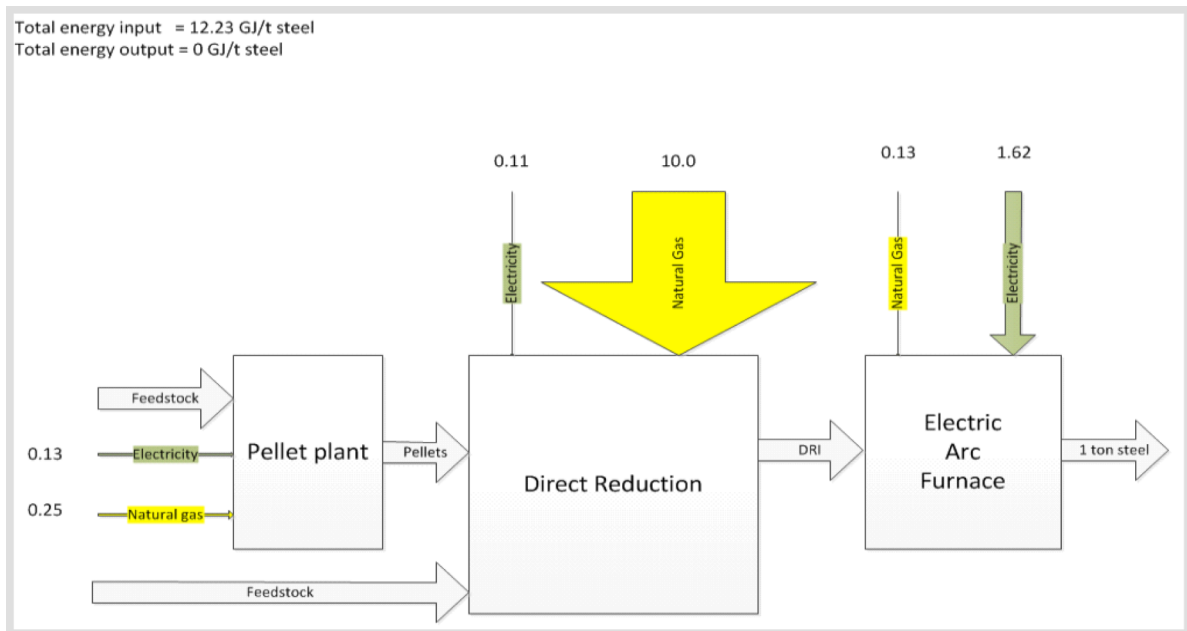 Total energy input = 12.23 GJ/t steel
Total energy output = 0 GJ/t steel
0.11
10.0
0.13
1.62
Electricity
Natural Gas
Natural Gas
Electricity
Feedstock
0.13
Electricity
0.25
Natural gas
Pellet plant
Pellets
Direct Reduction
DRI
Electric
Arc
Furnace
1 ton steel
Feedstock